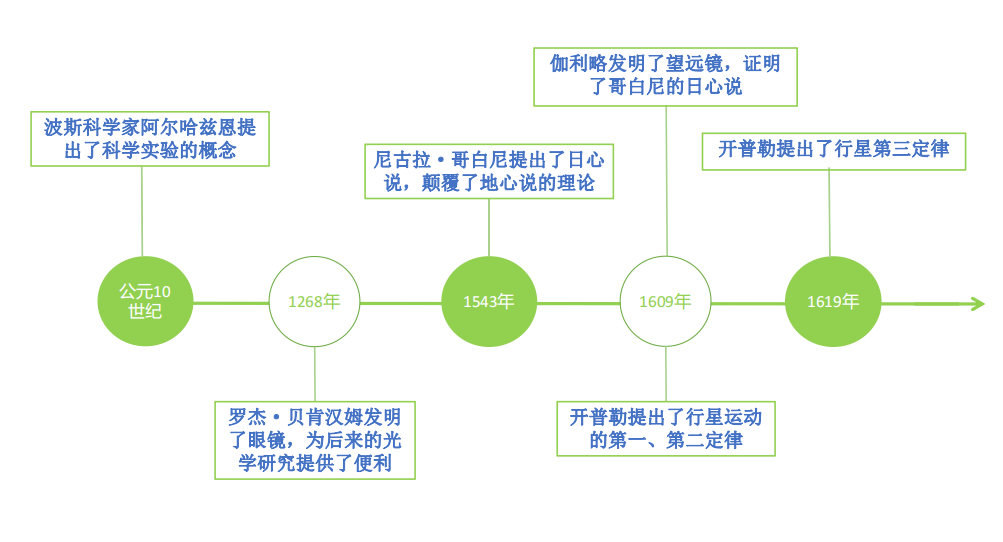 伽利略发明了望远镜，证明
了哥白尼的日心说
波斯科学家阿尔哈兹恩提
出了科学实验的概念
尼古拉·哥白尼提出了日心
说，颠覆了地心说的理论
开普勒提出了行星第三定律
公元10
世纪
1268年
1543年
1609年
1619年
罗杰·贝肯汉姆发明
了眼镜，为后来的光
学研究提供了便利
开普勒提出了行星运动
的第一、第二定律